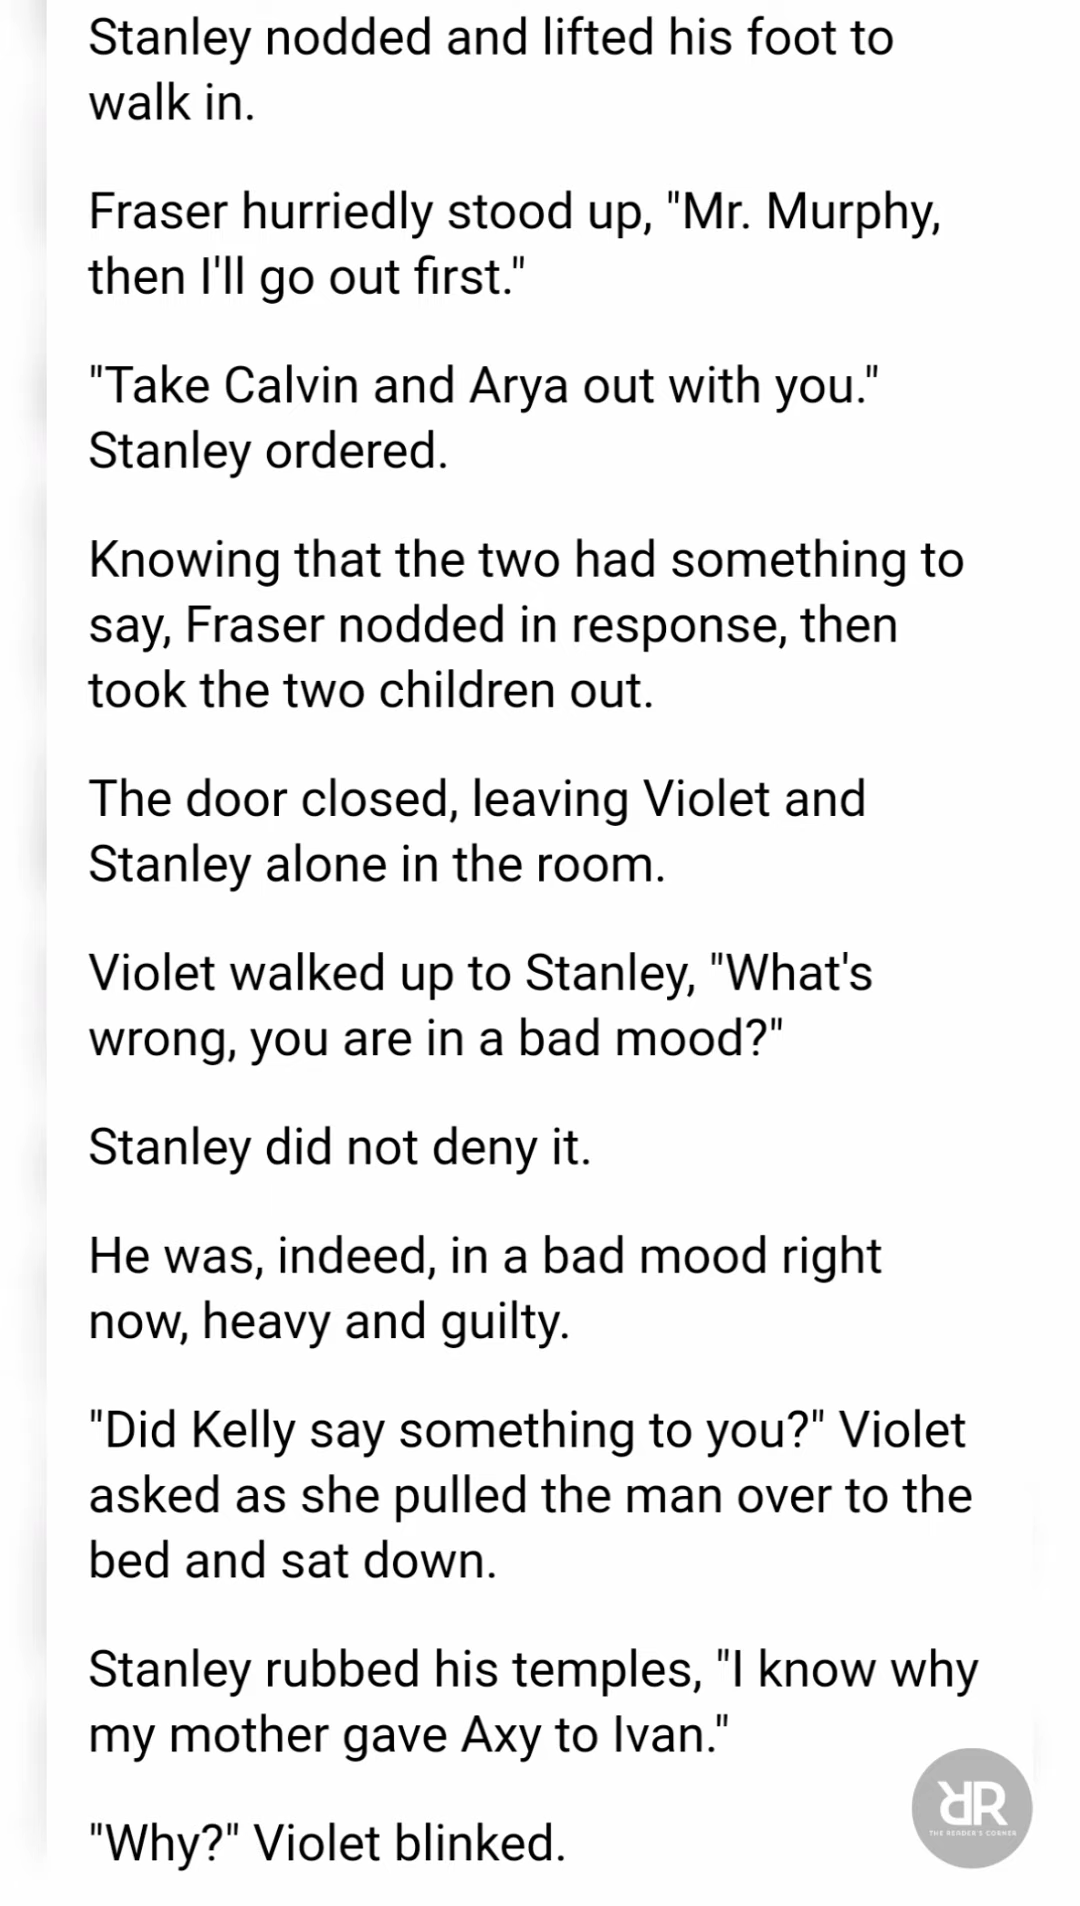 Stanley nodded and lifted his foot to
walk in.
Fraser hurriedly stood up, "Mr. Murphy,
then I'll go out first."
"Take Calvin and Arya out with you."
Stanley ordered.
Knowing that the two had something to
say, Fraser nodded in response, then
took the two children out.
The door closed, leaving Violet and
Stanley alone in the room.
Violet walked up to Stanley, "What's
wrong, you are in a bad mood?"
Stanley did not deny it.
He was, indeed, in a bad mood right
now, heavy and guilty.
"Did Kelly say something to you?" Violet
asked as she pulled the man over to the
bed and sat down.
Stanley rubbed his temples, "I know why
my mother gave Axy to Ivan."
"Why?" Violet blinked.
RR
THE READER'S CORNER